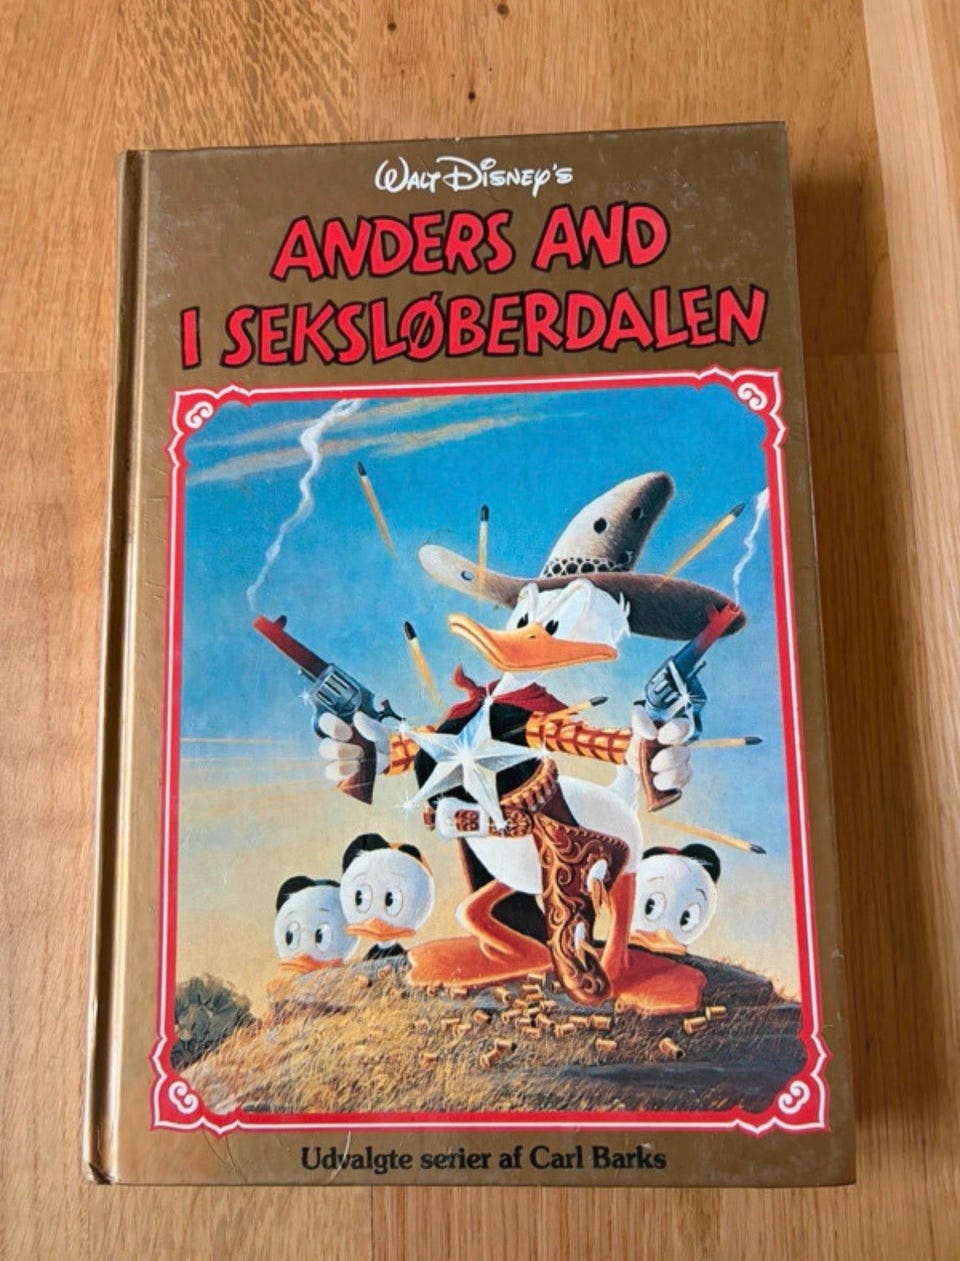 WALT DISNEY'S
ANDERS AND
I SEKSLØBERDALEN
Udvalgte serier af Carl Barks